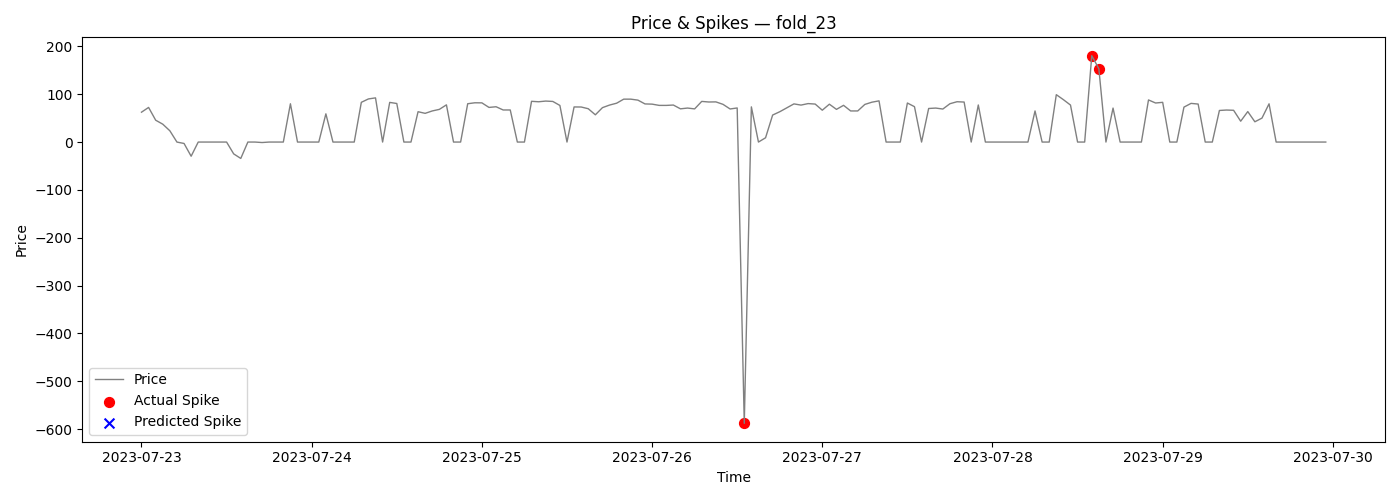 Price & Spikes — fold_23
200
100
0
−100
−200
−300
−400
−500
−600
Price
Price
Actual Spike
Predicted Spike
2023-07-23
2023-07-24
2023-07-25
2023-07-26
2023-07-27
2023-07-28
2023-07-29
2023-07-30
Time